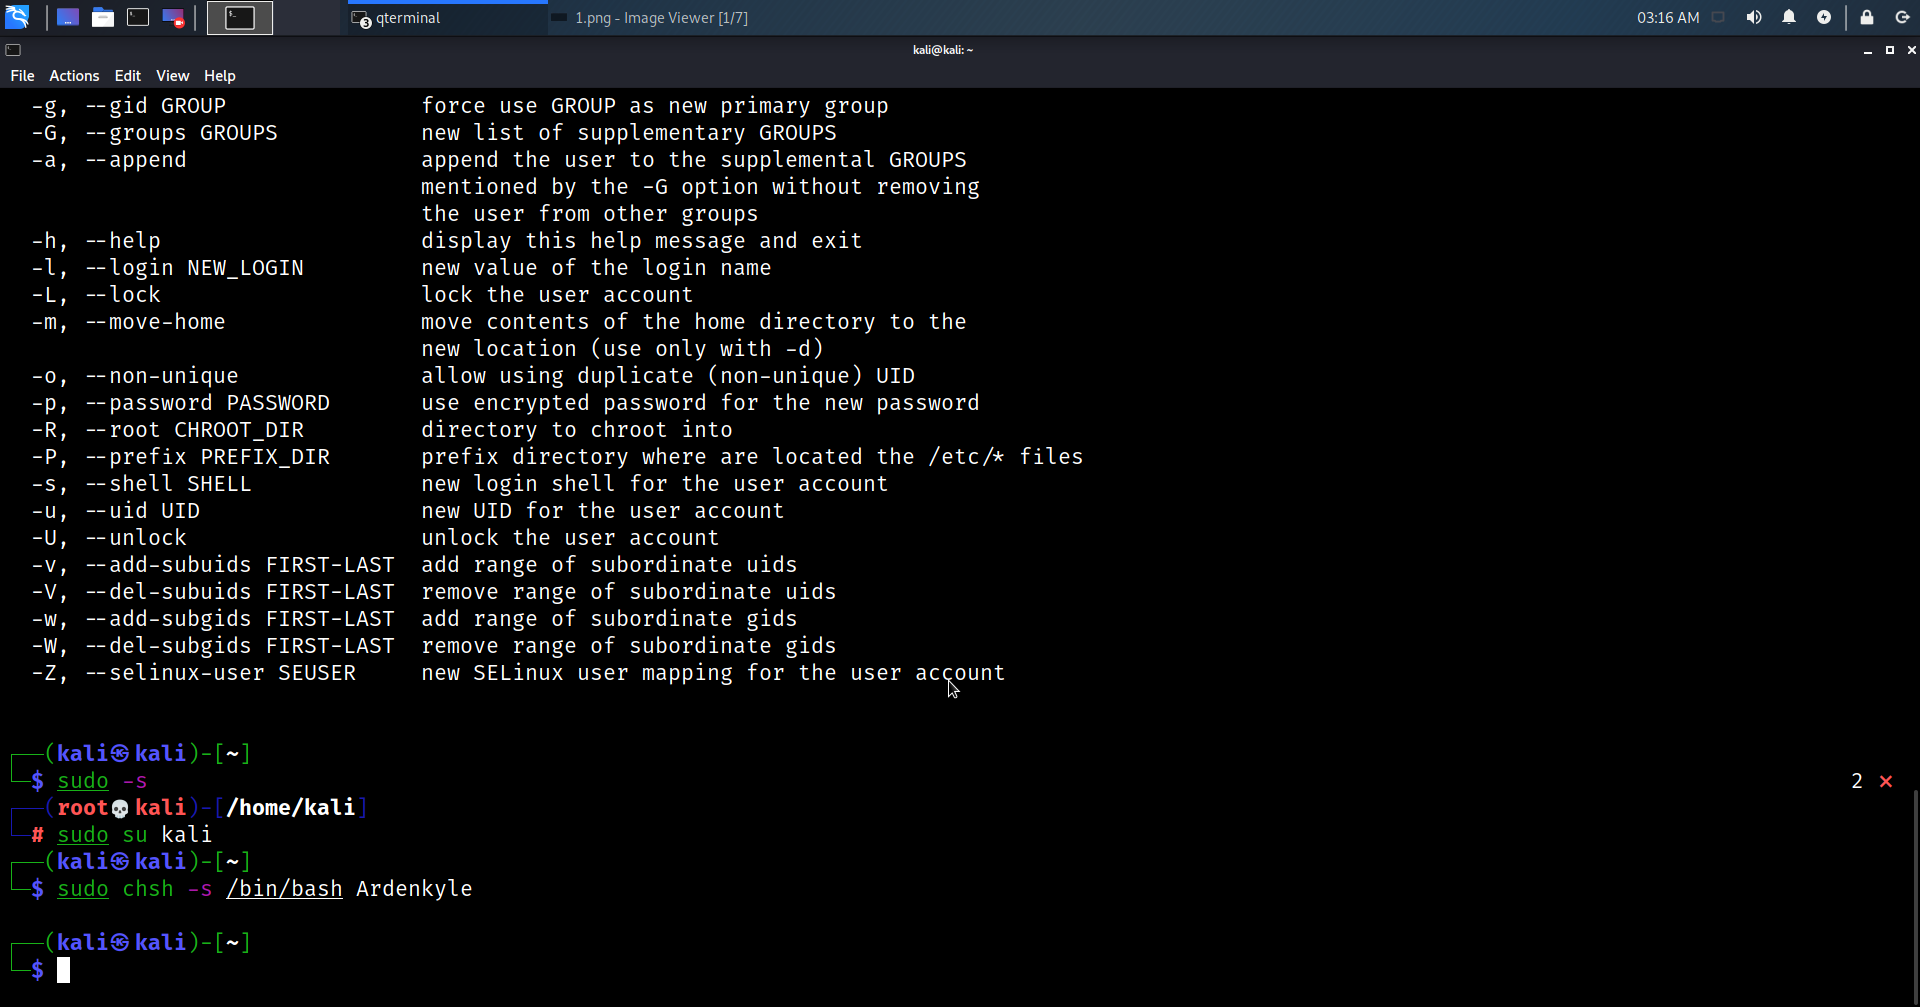 qterminal
3
1.png - Image Viewer [1/7]
03:16 AM
kali@kali: ~
File Actions Edit View Help
-g, --gid GROUP force use GROUP as new primary group
-G, --groups GROUPS new list of supplementary GROUPS
-a, --append append the user to the supplemental GROUPS
mentioned by the -G option without removing
the user from other groups
-h, --help display this help message and exit
-l, --login NEW_LOGIN new value of the login name
-L, --lock lock the user account
-m, --move-home move contents of the home directory to the
new location (use only with -d)
-o, --non-unique allow using duplicate (non-unique) UID
-p, --password PASSWORD use encrypted password for the new password
-R, --root CHROOT_DIR directory to chroot into
-P, --prefix PREFIX_DIR prefix directory where are located the /etc/* files
-s, --shell SHELL new login shell for the user account
-u, --uid UID new UID for the user account
-U, --unlock unlock the user account
-v, --add-subuids FIRST-LAST add range of subordinate uids
-V, --del-subuids FIRST-LAST remove range of subordinate uids
-w, --add-subgids FIRST-LAST add range of subordinate gids
-W, --del-subgids FIRST-LAST remove range of subordinate gids
-Z, --selinux-user SEUSER new SELinux user mapping for the user account
┌──(kali㉿kali)-[~]
└─$ sudo -s 2 ⨯
┌──(root💀kali)-[/home/kali]
└─# sudo su kali
┌──(kali㉿kali)-[~]
└─$ sudo chsh -s /bin/bash Ardenkyle
┌──(kali㉿kali)-[~]
└─$